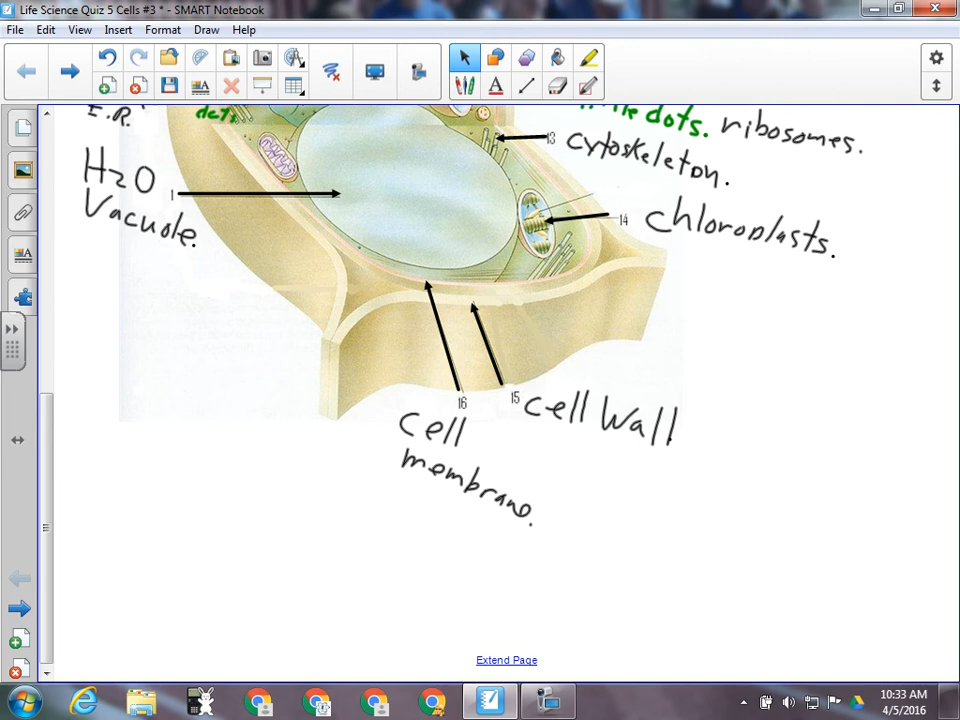 Life Science Quiz 5 Cells #3 * - SMART Notebook
File Edit View Insert Format Draw Help
E.R.
dots
dots. ribosomes.
13 cytoskeleton.
H2O
1
Vacuole.
14 chloroplasts.
16
15 cell Wall
cell
membrane.
Extend Page
10:33 AM
4/5/2016